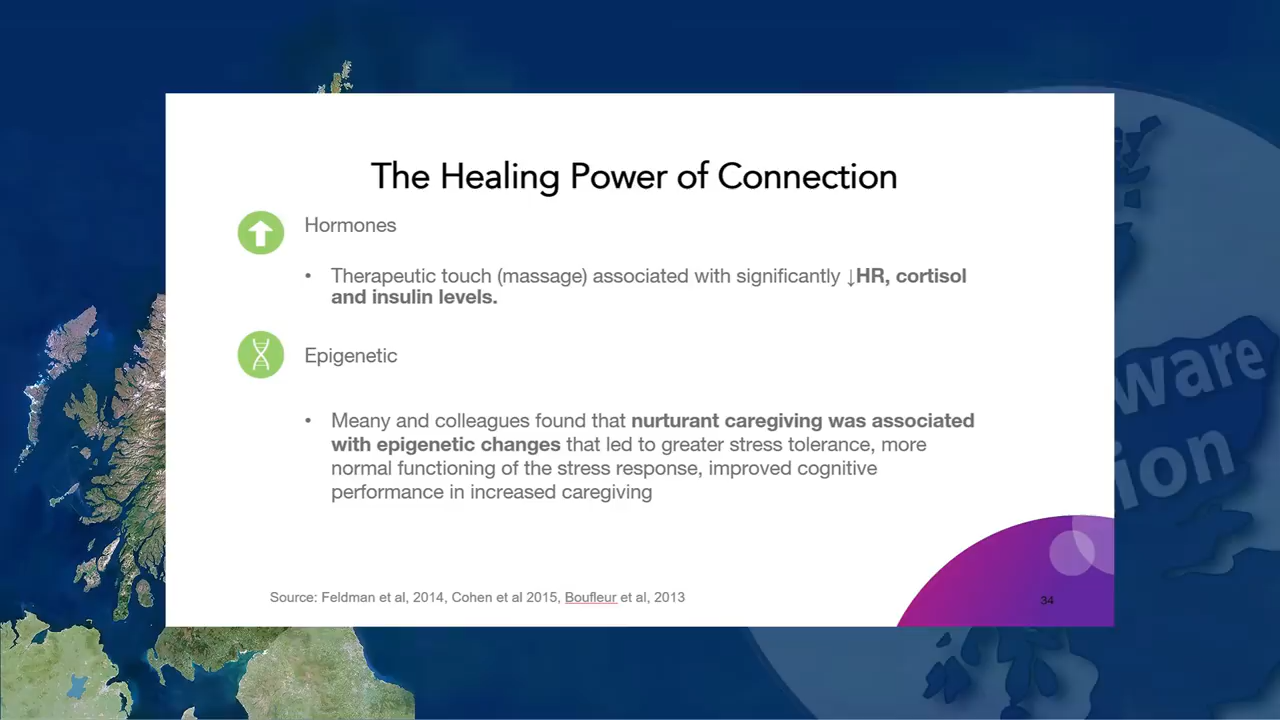 The Healing Power of Connection
Hormones
• Therapeutic touch (massage) associated with significantly ↓HR, cortisol
and insulin levels.
Epigenetic
• Meany and colleagues found that nurturant caregiving was associated
with epigenetic changes that led to greater stress tolerance, more
normal functioning of the stress response, improved cognitive
performance in increased caregiving
Source: Feldman et al, 2014, Cohen et al 2015, Boufleur et al, 2013
34
ware
ion